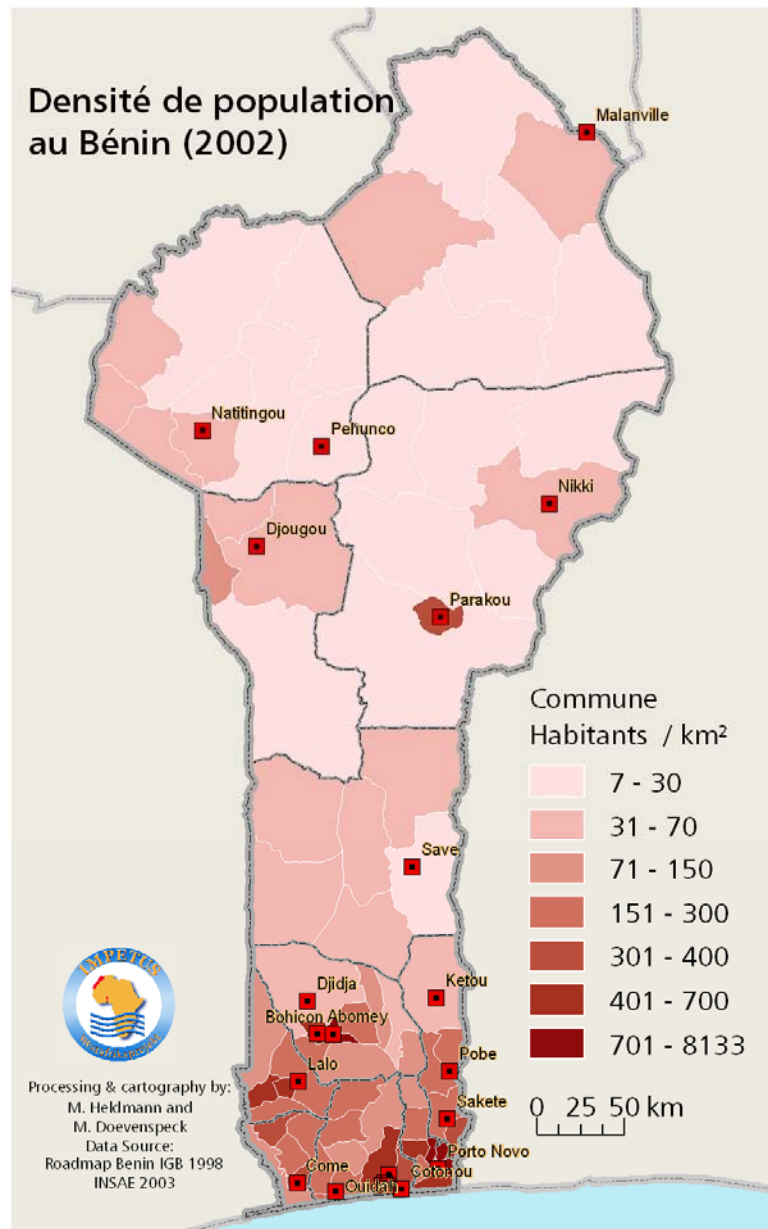 Densité de population
au Bénin (2002)
Malanville
Natitingou
Pehunco
Nikki
Djougou
Parakou
Commune
Habitants / km²
7 - 30
31 - 70
71 - 150
151 - 300
301 - 400
401 - 700
701 - 8133
Save
Djidja
Ketou
Bohicon Abomey
Lalo
Pobe
Sakete
Porto Novo
Come
Ouidah
Cotonou
IMPETUS
Processing & cartography by:
M. Heldmann and
M. Doevenspeck
Data Source:
Roadmap Benin IGB 1998
INSAE 2003
0 25 50 km